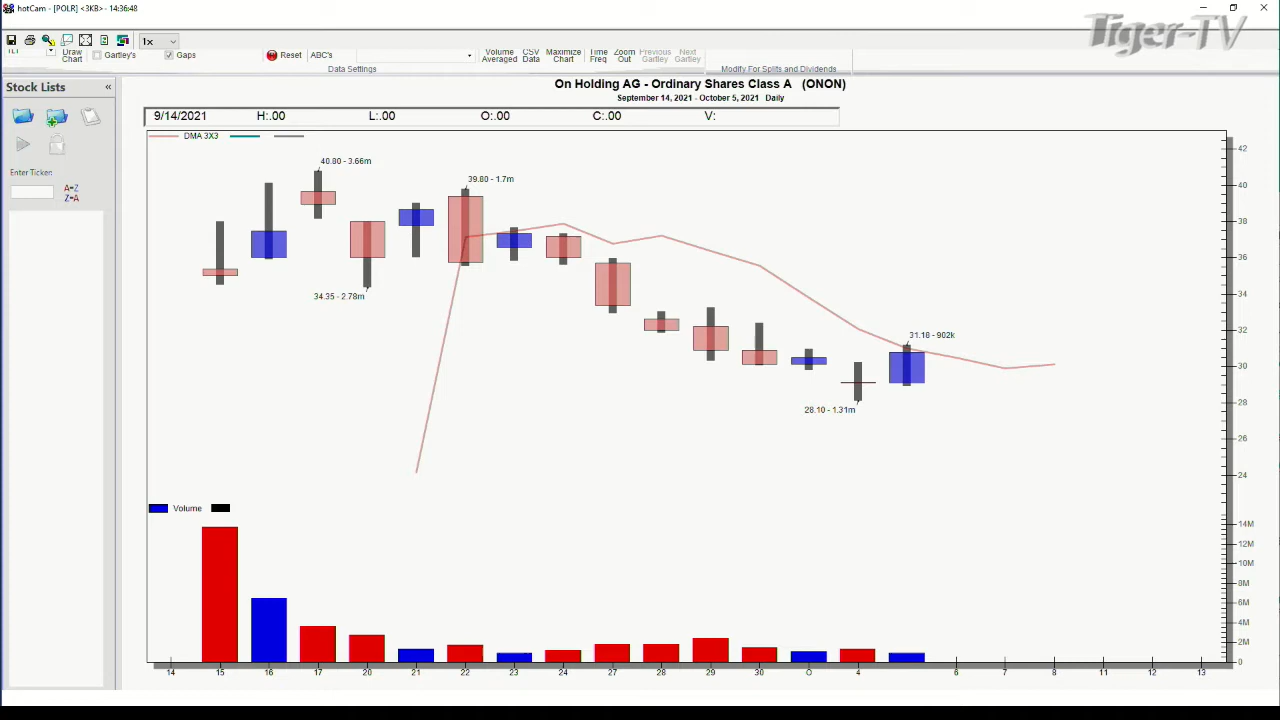 hotCam - [POLR] <3KB> - 14:36:48
Tiger-TV
1x
TLT
Draw Chart
Gartley's
Gaps
Reset
ABC's
Volume Averaged
CSV Data
Maximize Chart
Time Freq
Zoom Out
Previous Gartley
Next Gartley
Data Settings
Modify For Splits and Dividends
Stock Lists «
On Holding AG - Ordinary Shares Class A (ONON)
September 14, 2021 - October 5, 2021 Daily
9/14/2021 H:.00 L:.00 O:.00 C:.00 V:
DMA 3X3
Enter Ticker:
A=Z
Z=A
40.80 - 3.66m
39.80 - 1.7m
34.35 - 2.78m
31.18 - 902k
28.10 - 1.31m
42
40
38
36
34
32
30
28
26
24
Volume
14M
12M
10M
8M
6M
4M
2M
0
14 15 16 17 20 21 22 23 24 27 28 29 30 O 4 6 7 8 11 12 13